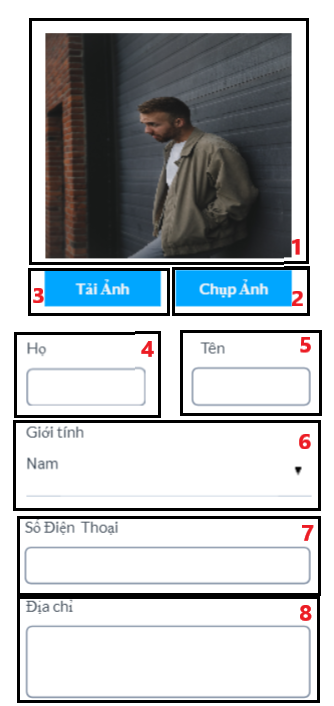 1
3 Tải Ảnh Chụp Ảnh 2
Họ 4 Tên 5
Giới tính 6
Nam ▼
Số Điện Thoại 7
Địa chỉ 8